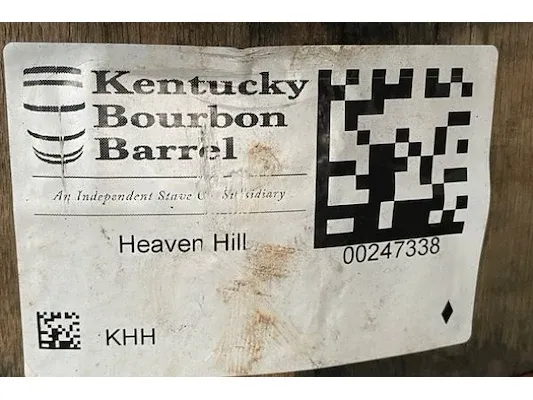 Kentucky
Bourbon
Barrel
An Independent Stave Co. Subsidiary
Heaven Hill
00247338
KHH